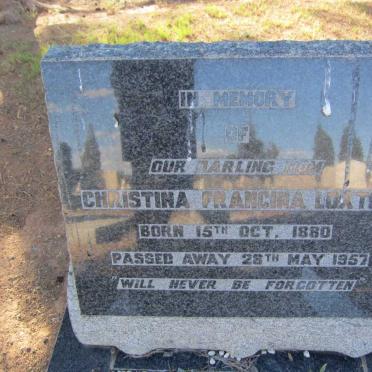 IN MEMORY
OF
OUR DARLING MOM
CHRISTINA FRANCINA
BORN 15TH OCT, 1880
PASSED AWAY 28TH MAY 1957
"WILL NEVER BE FORGOTTEN"